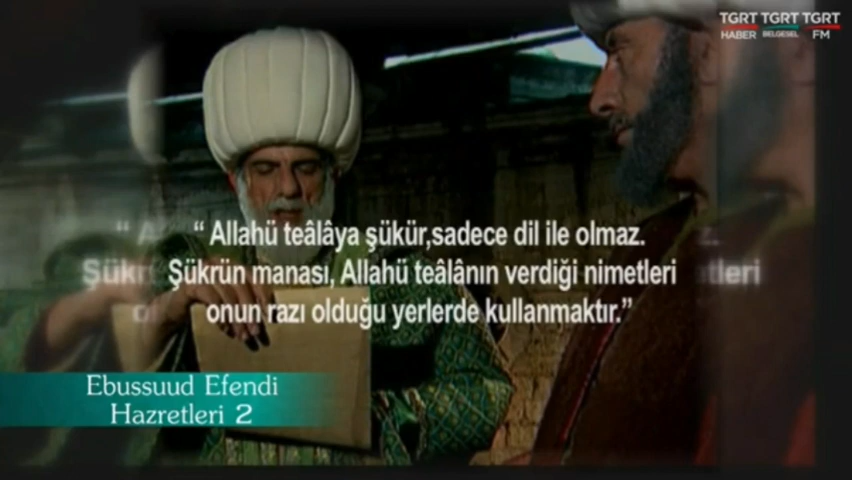 TGRT TGRT TGRT
HABER BELGESEL FM
“ Allahü teâlâya şükür,sadece dil ile olmaz.
Şükrün manası, Allahü teâlânın verdiği nimetleri
onun razı olduğu yerlerde kullanmaktır.”
Ebussuud Efendi
Hazretleri 2